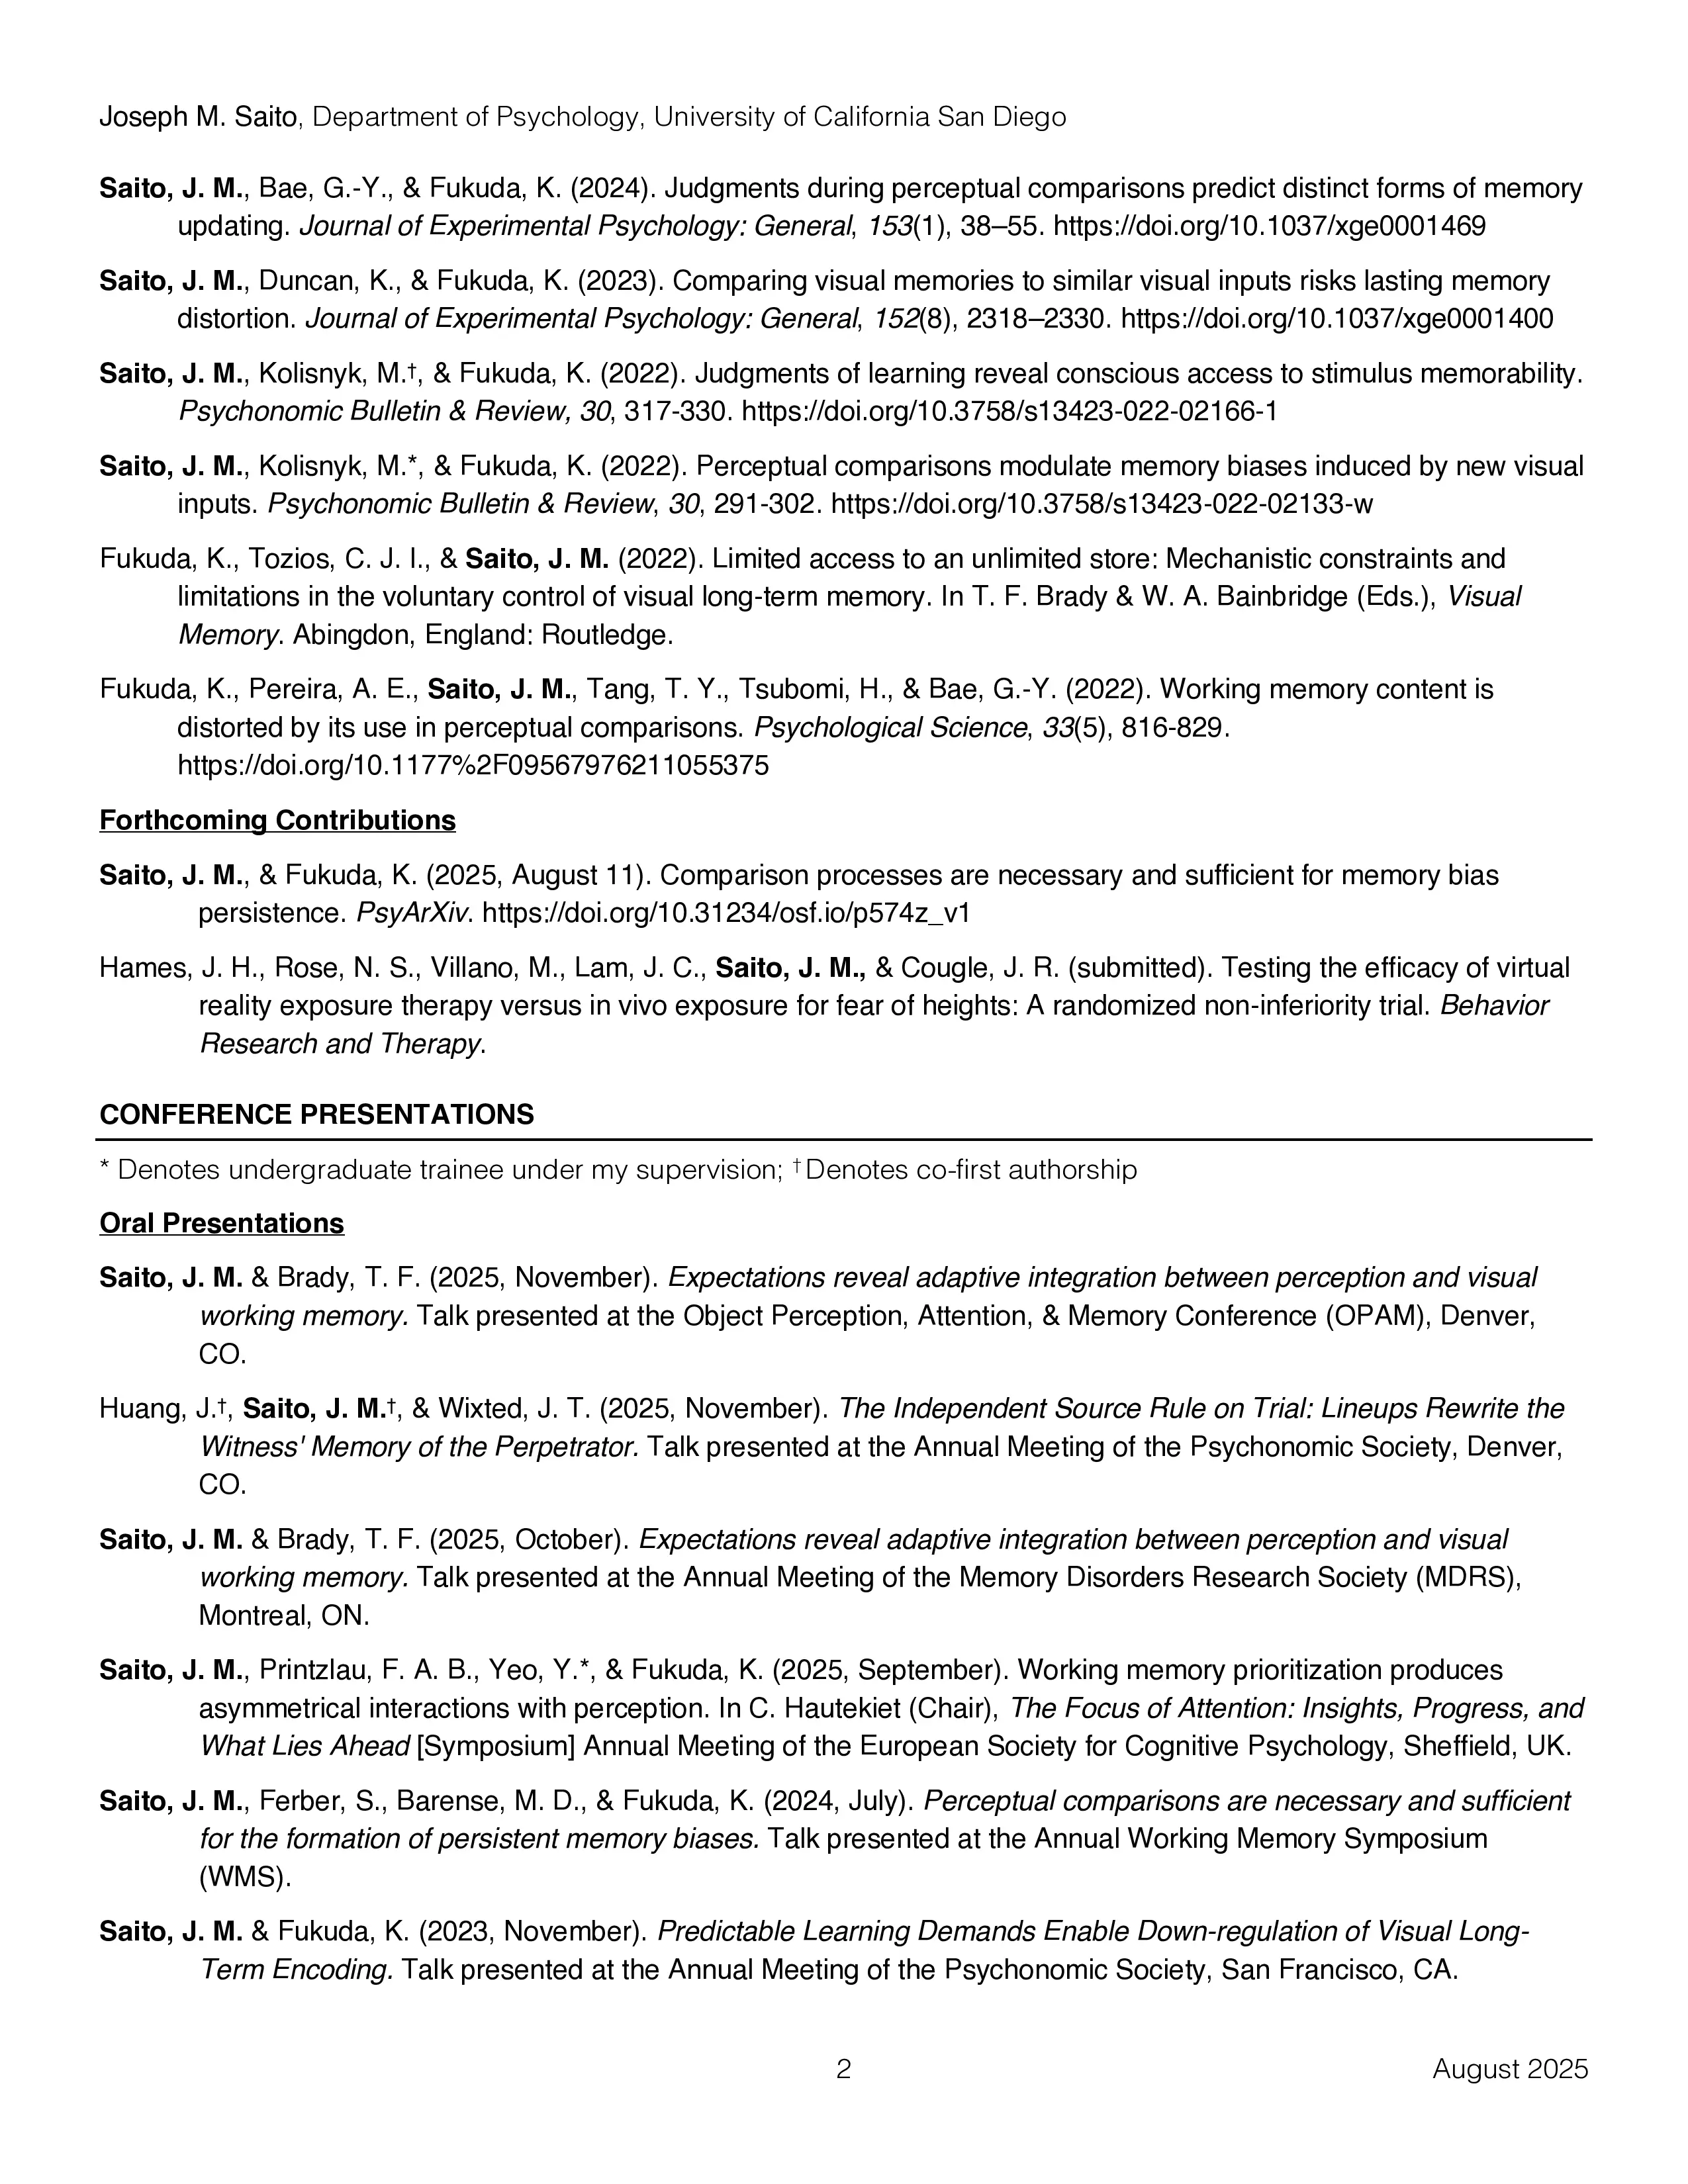 Joseph M. Saito, Department of Psychology, University of California San Diego
Saito, J. M., Bae, G.-Y., & Fukuda, K. (2024). Judgments during perceptual comparisons predict distinct forms of memory
updating. Journal of Experimental Psychology: General, 153(1), 38–55. https://doi.org/10.1037/xge0001469
Saito, J. M., Duncan, K., & Fukuda, K. (2023). Comparing visual memories to similar visual inputs risks lasting memory
distortion. Journal of Experimental Psychology: General, 152(8), 2318–2330. https://doi.org/10.1037/xge0001400
Saito, J. M., Kolisnyk, M.†, & Fukuda, K. (2022). Judgments of learning reveal conscious access to stimulus memorability.
Psychonomic Bulletin & Review, 30, 317-330. https://doi.org/10.3758/s13423-022-02166-1
Saito, J. M., Kolisnyk, M.*, & Fukuda, K. (2022). Perceptual comparisons modulate memory biases induced by new visual
inputs. Psychonomic Bulletin & Review, 30, 291-302. https://doi.org/10.3758/s13423-022-02133-w
Fukuda, K., Tozios, C. J. I., & Saito, J. M. (2022). Limited access to an unlimited store: Mechanistic constraints and
limitations in the voluntary control of visual long-term memory. In T. F. Brady & W. A. Bainbridge (Eds.), Visual
Memory. Abingdon, England: Routledge.
Fukuda, K., Pereira, A. E., Saito, J. M., Tang, T. Y., Tsubomi, H., & Bae, G.-Y. (2022). Working memory content is
distorted by its use in perceptual comparisons. Psychological Science, 33(5), 816-829.
https://doi.org/10.1177%2F09567976211055375
Forthcoming Contributions
Saito, J. M., & Fukuda, K. (2025, August 11). Comparison processes are necessary and sufficient for memory bias
persistence. PsyArXiv. https://doi.org/10.31234/osf.io/p574z_v1
Hames, J. H., Rose, N. S., Villano, M., Lam, J. C., Saito, J. M., & Cougle, J. R. (submitted). Testing the efficacy of virtual
reality exposure therapy versus in vivo exposure for fear of heights: A randomized non-inferiority trial. Behavior
Research and Therapy.
CONFERENCE PRESENTATIONS
* Denotes undergraduate trainee under my supervision; † Denotes co-first authorship
Oral Presentations
Saito, J. M. & Brady, T. F. (2025, November). Expectations reveal adaptive integration between perception and visual
working memory. Talk presented at the Object Perception, Attention, & Memory Conference (OPAM), Denver,
CO.
Huang, J.†, Saito, J. M.†, & Wixted, J. T. (2025, November). The Independent Source Rule on Trial: Lineups Rewrite the
Witness' Memory of the Perpetrator. Talk presented at the Annual Meeting of the Psychonomic Society, Denver,
CO.
Saito, J. M. & Brady, T. F. (2025, October). Expectations reveal adaptive integration between perception and visual
working memory. Talk presented at the Annual Meeting of the Memory Disorders Research Society (MDRS),
Montreal, ON.
Saito, J. M., Printzlau, F. A. B., Yeo, Y.*, & Fukuda, K. (2025, September). Working memory prioritization produces
asymmetrical interactions with perception. In C. Hautekiet (Chair), The Focus of Attention: Insights, Progress, and
What Lies Ahead [Symposium] Annual Meeting of the European Society for Cognitive Psychology, Sheffield, UK.
Saito, J. M., Ferber, S., Barense, M. D., & Fukuda, K. (2024, July). Perceptual comparisons are necessary and sufficient
for the formation of persistent memory biases. Talk presented at the Annual Working Memory Symposium
(WMS).
Saito, J. M. & Fukuda, K. (2023, November). Predictable Learning Demands Enable Down-regulation of Visual Long-
Term Encoding. Talk presented at the Annual Meeting of the Psychonomic Society, San Francisco, CA.
2
August 2025